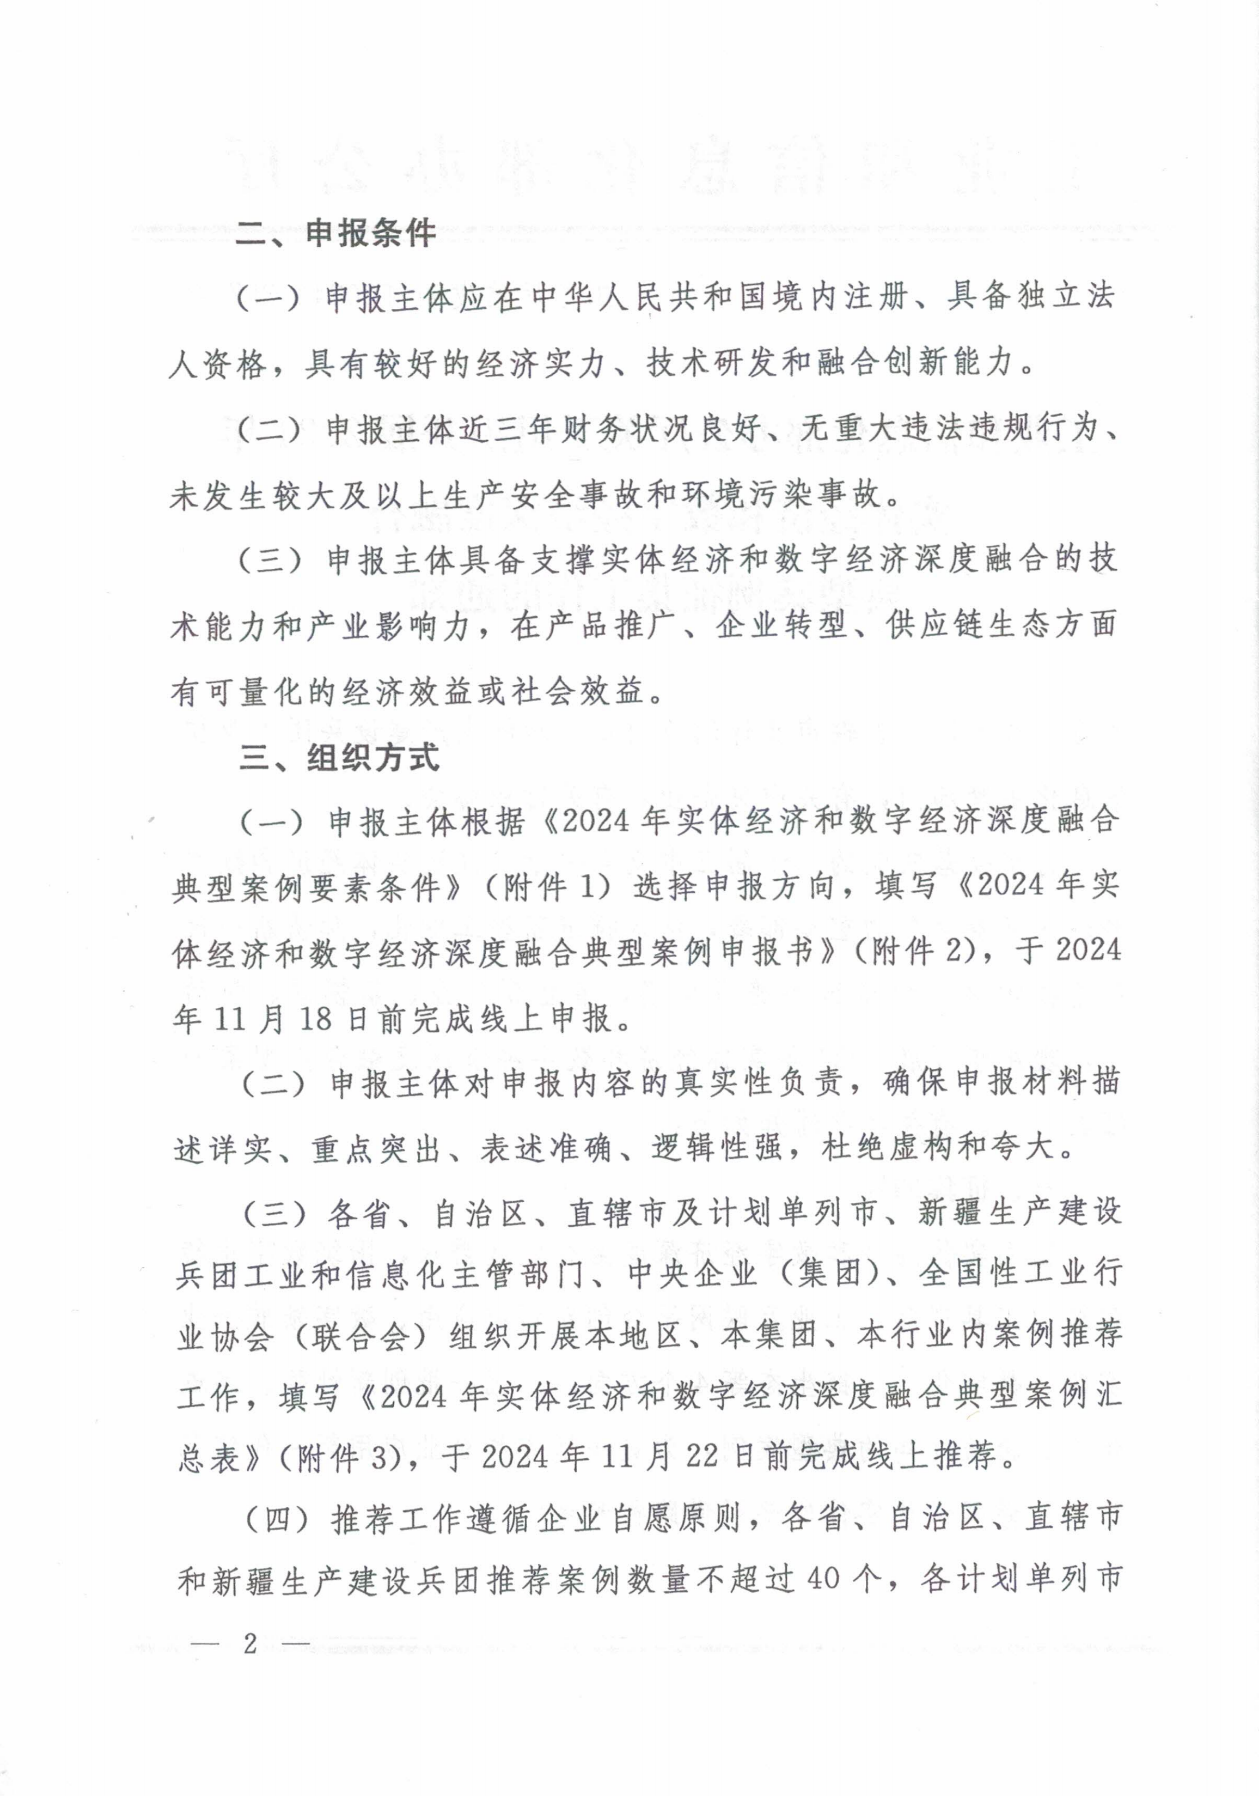 二、申报条件
（一）申报主体应在中华人民共和国境内注册、具备独立法
人资格，具有较好的经济实力、技术研发和融合创新能力。
（二）申报主体近三年财务状况良好、无重大违法违规行为、
未发生较大及以上生产安全事故和环境污染事故。
（三）申报主体具备支撑实体经济和数字经济深度融合的技
术能力和产业影响力，在产品推广、企业转型、供应链生态方面
有可量化的经济效益或社会效益。
三、组织方式
（一）申报主体根据《2024年实体经济和数字经济深度融合
典型案例要素条件》（附件1）选择申报方向，填写《2024年实
体经济和数字经济深度融合典型案例申报书》（附件2），于2024
年11月18日前完成线上申报。
（二）申报主体对申报内容的真实性负责，确保申报材料描
述详实、重点突出、表述准确、逻辑性强，杜绝虚构和夸大。
（三）各省、自治区、直辖市及计划单列市、新疆生产建设
兵团工业和信息化主管部门、中央企业（集团）、全国性工业行
业协会（联合会）组织开展本地区、本集团、本行业内案例推荐
工作，填写《2024年实体经济和数字经济深度融合典型案例汇
总表》（附件3），于2024年11月22日前完成线上推荐。
（四）推荐工作遵循企业自愿原则，各省、自治区、直辖市
和新疆生产建设兵团推荐案例数量不超过40个，各计划单列市
— 2 —